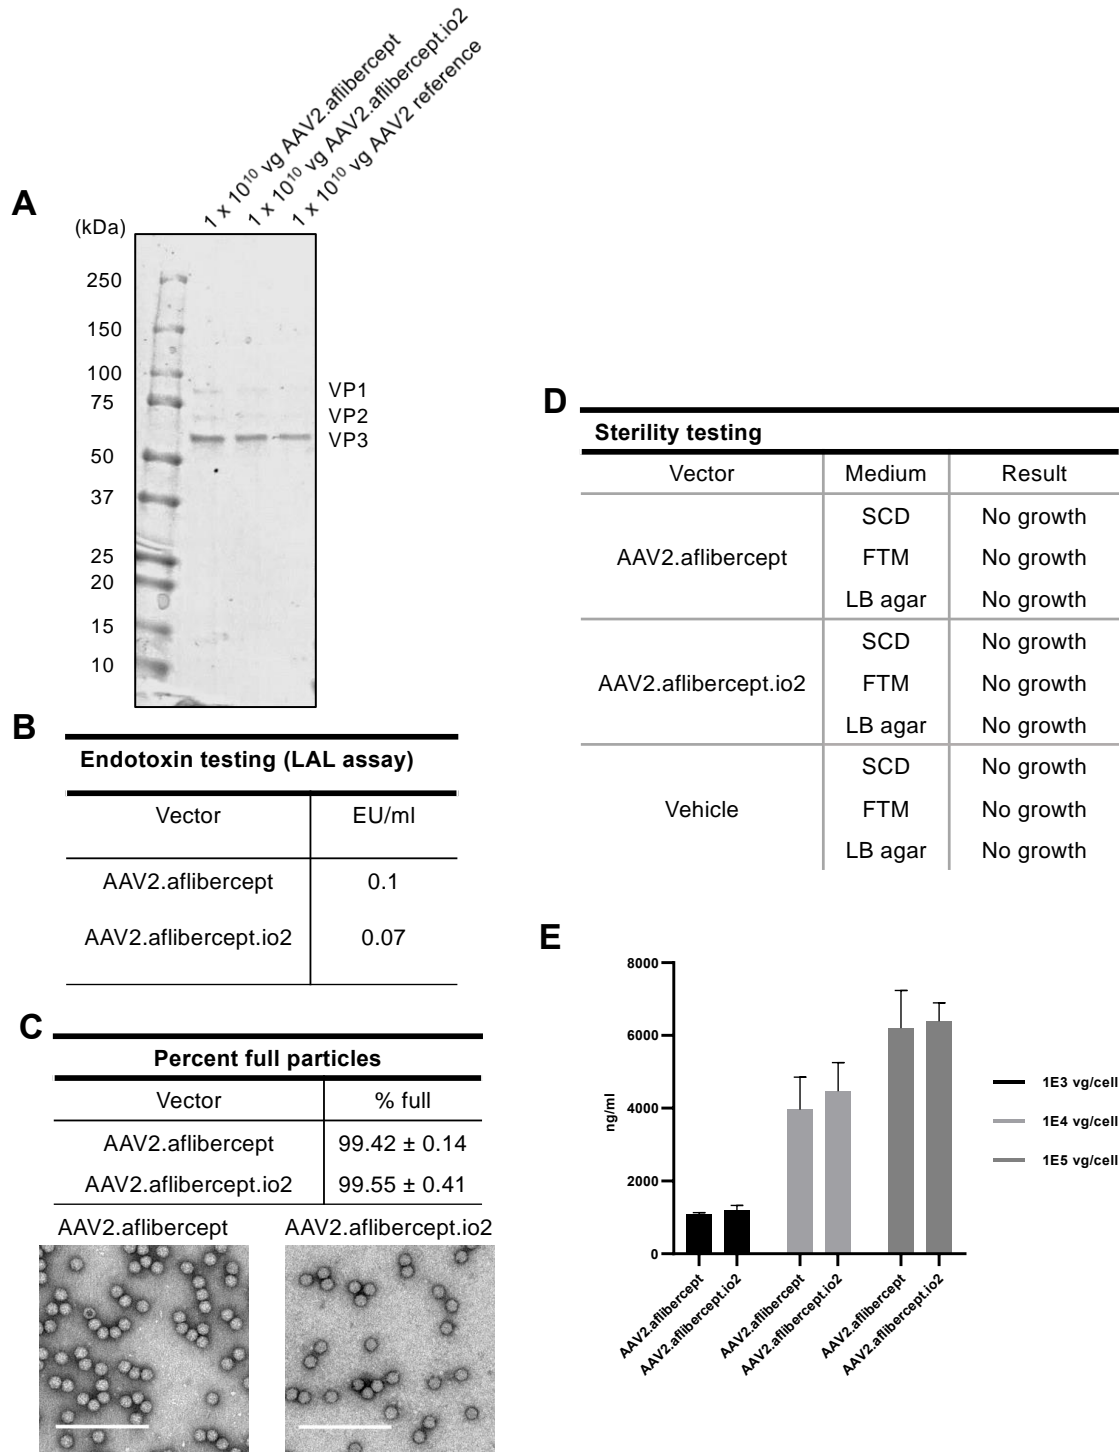 A
1 x 10¹⁰ vg AAV2.aflibercept
1 x 10¹⁰ vg AAV2.aflibercept.io2
1 x 10¹⁰ vg AAV2 reference
(kDa)
250
150
100
75
50
37
25
20
15
10
VP1
VP2
VP3
B
Endotoxin testing (LAL assay)
Vector EU/ml
AAV2.aflibercept 0.1
AAV2.aflibercept.io2 0.07
C
Percent full particles
Vector % full
AAV2.aflibercept 99.42 ± 0.14
AAV2.aflibercept.io2 99.55 ± 0.41
AAV2.aflibercept AAV2.aflibercept.io2
D
Sterility testing
Vector Medium Result
SCD No growth
AAV2.aflibercept FTM No growth
LB agar No growth
SCD No growth
AAV2.aflibercept.io2 FTM No growth
LB agar No growth
SCD No growth
Vehicle FTM No growth
LB agar No growth
E
ng/ml
8000
6000
4000
2000
0
AAV2.aflibercept
AAV2.aflibercept.io2
AAV2.aflibercept
AAV2.aflibercept.io2
AAV2.aflibercept
AAV2.aflibercept.io2
1E3 vg/cell
1E4 vg/cell
1E5 vg/cell